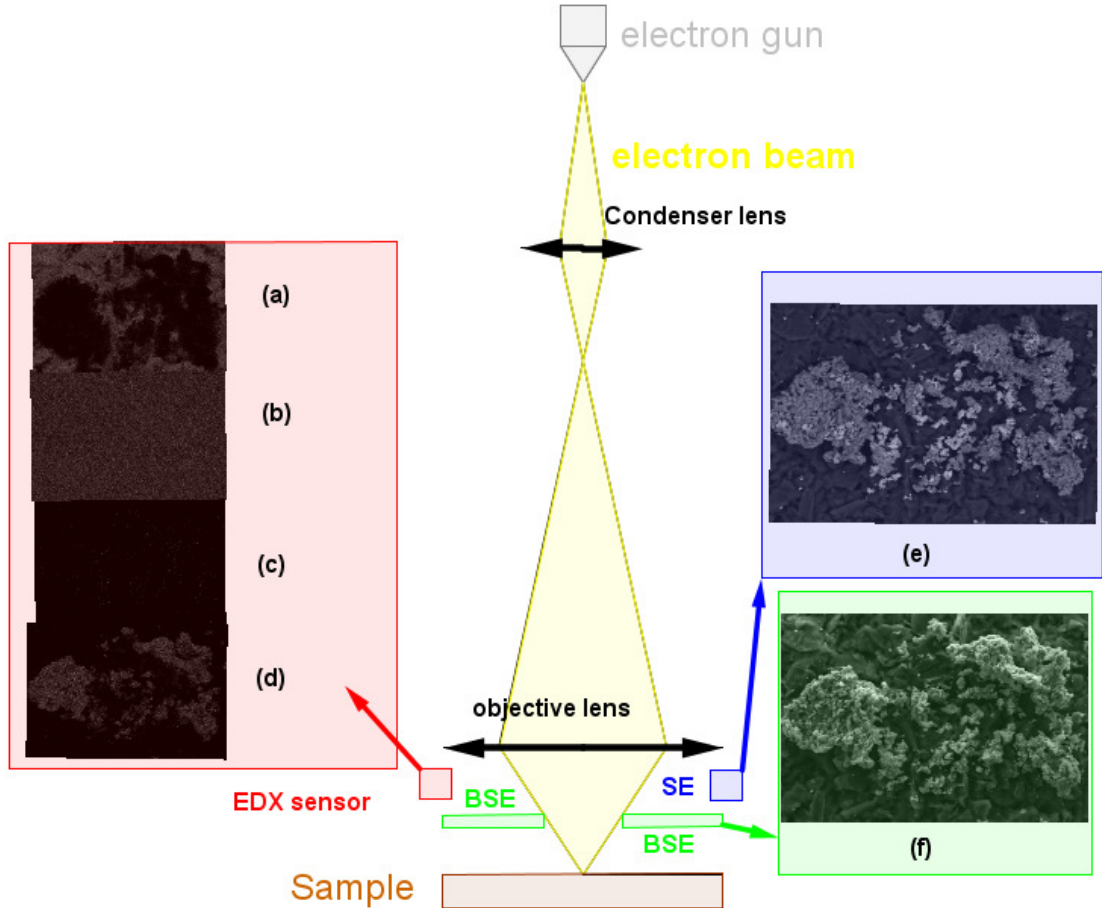 electron gun
electron beam
Condenser lens
(a)
(b)
(c)
(d)
(e)
objective lens
EDX sensor
BSE
SE
BSE
(f)
Sample